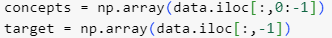 concepts = np.array(data.iloc[:,0:-1])
target = np.array(data.iloc[:,-1])